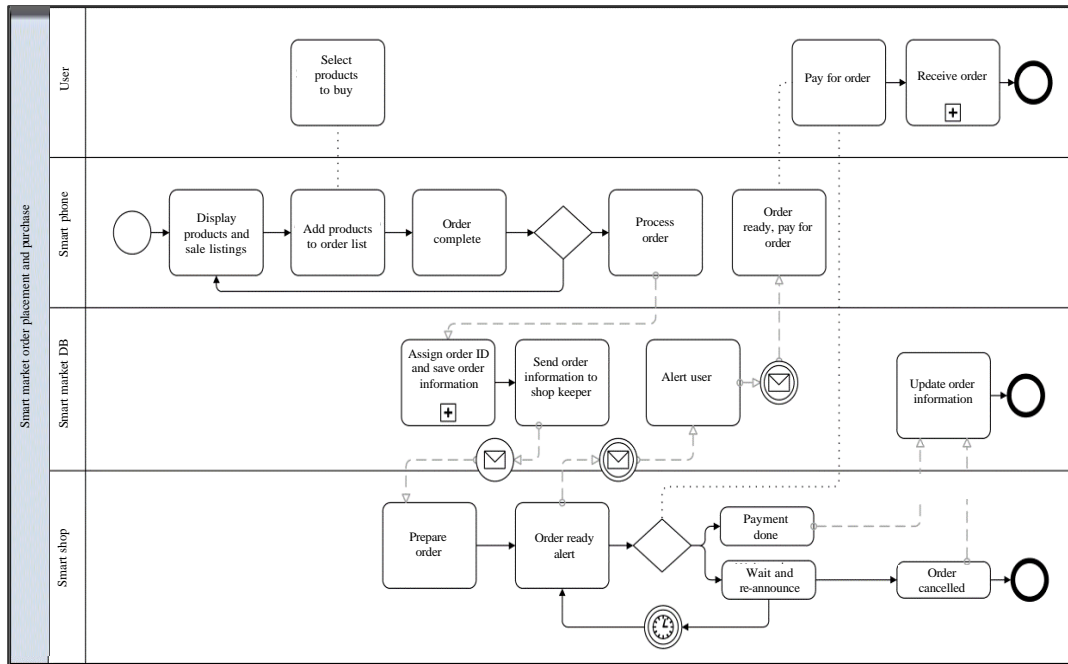 Smart market order placement and purchase
User
Select
products
to buy
Pay for order
Receive order
Smart phone
Display
products and
sale listings
Add products
to order list
Order
complete
Process
order
Order
ready, pay for
order
Smart market DB
Assign order ID
and save order
information
Send order
information to
shop keeper
Alert user
Update order
information
Smart shop
Prepare
order
Order ready
alert
Payment
done
Wait and
re-announce
Order
cancelled